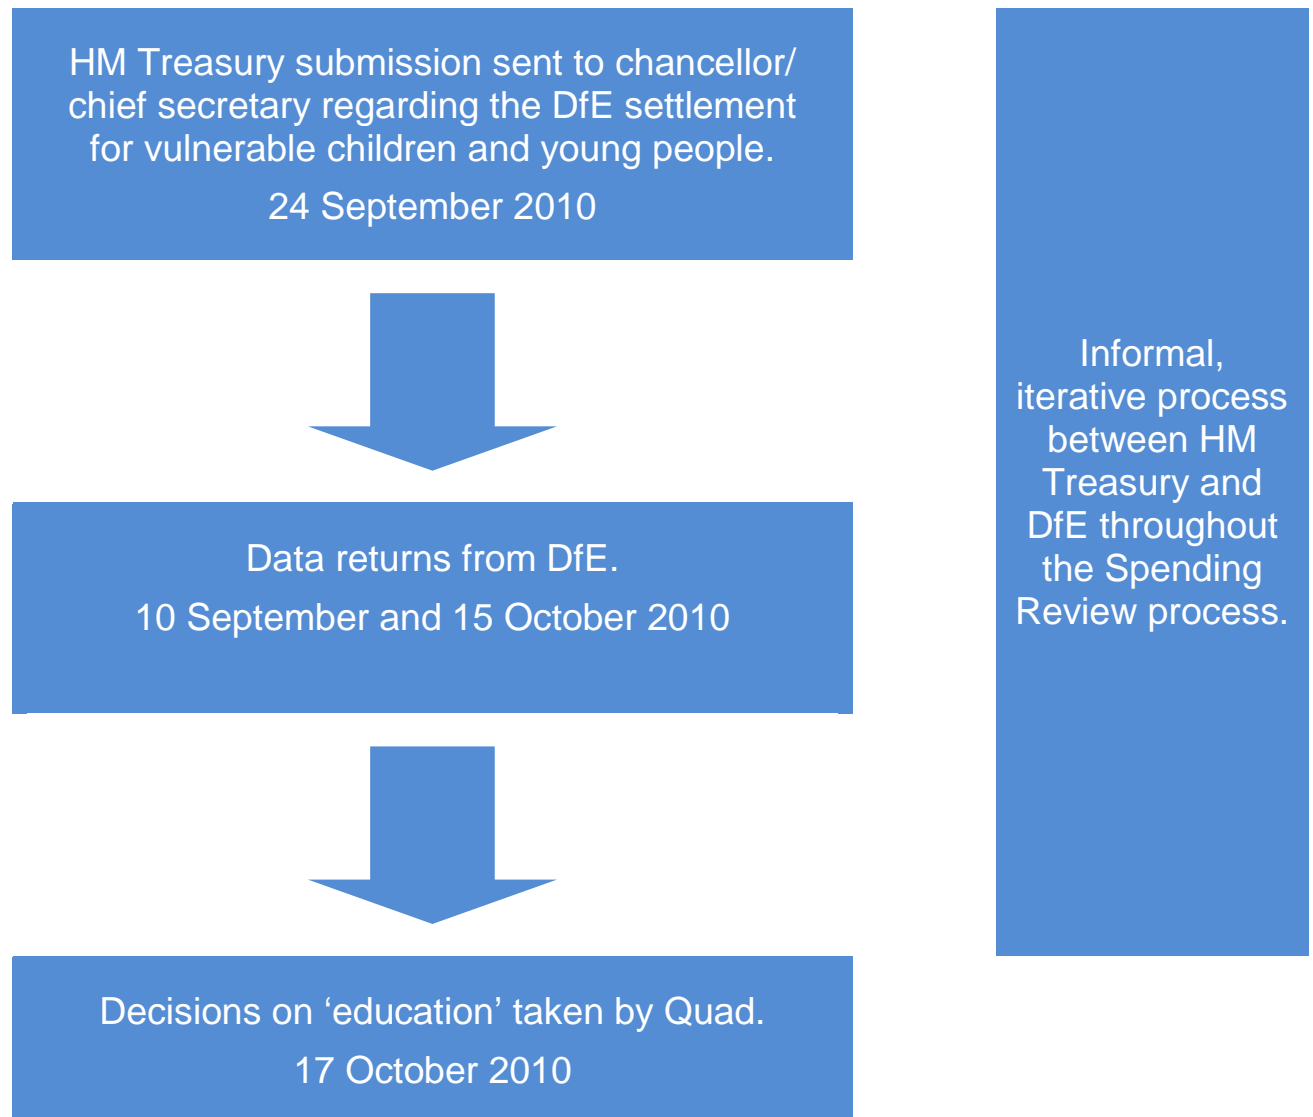 HM Treasury submission sent to chancellor/
chief secretary regarding the DfE settlement
for vulnerable children and young people.
24 September 2010
Data returns from DfE.
10 September and 15 October 2010
Decisions on ‘education’ taken by Quad.
17 October 2010
Informal,
iterative process
between HM
Treasury and
DfE throughout
the Spending
Review process.